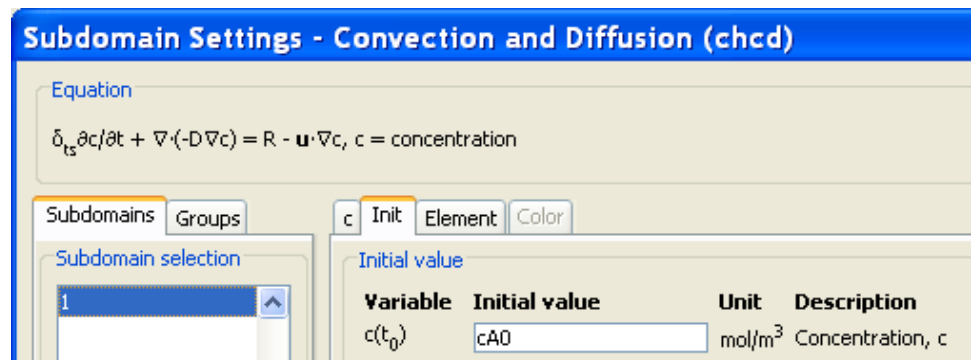 Subdomain Settings - Convection and Diffusion (chcd)
Equation
δts∂c/∂t + ∇·(-D∇c) = R - u·∇c, c = concentration
Subdomains Groups c Init Element Color
Subdomain selection Initial value
1 Variable Initial value Unit Description
c(t0) cA0 mol/m3 Concentration, c